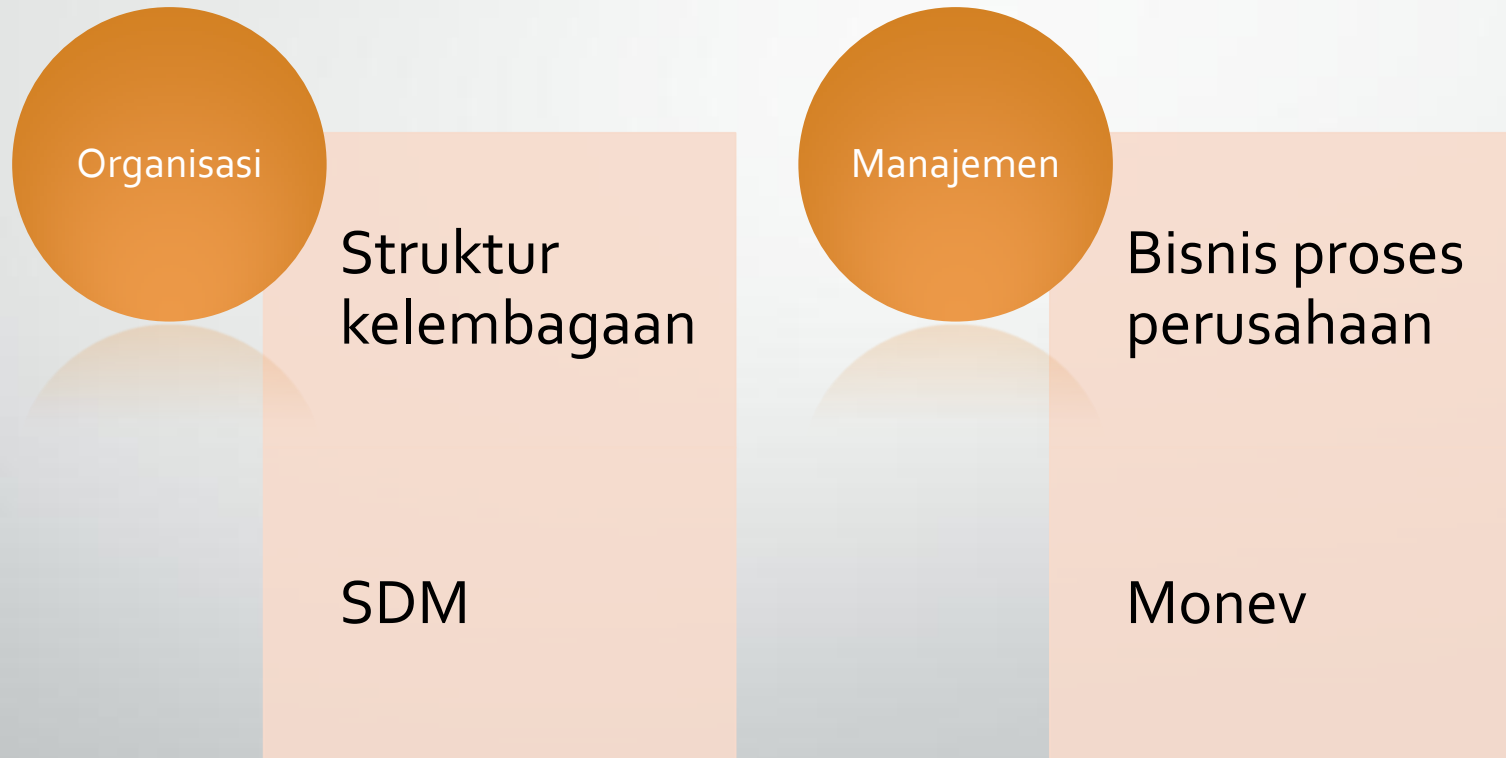 Organisasi
Struktur
kelembagaan
SDM
Manajemen
Bisnis proses
perusahaan
Monev